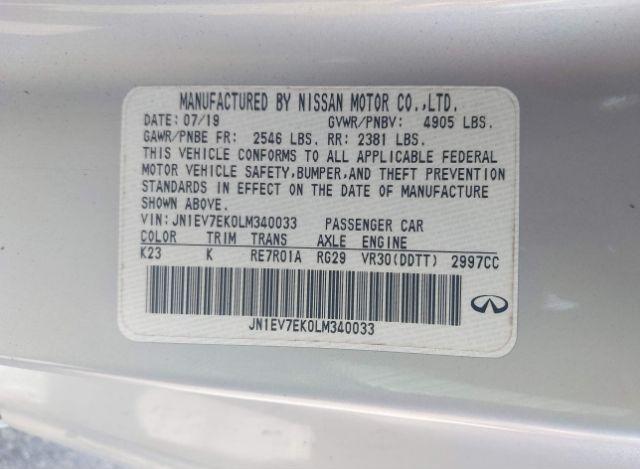 MANUFACTURED BY NISSAN MOTOR CO.,LTD.
DATE: 07/19 GVWR/PNBV: 4905 LBS.
GAWR/PNBE FR: 2546 LBS. RR: 2381 LBS.
THIS VEHICLE CONFORMS TO ALL APPLICABLE FEDERAL
MOTOR VEHICLE SAFETY,BUMPER,AND THEFT PREVENTION
STANDARDS IN EFFECT ON THE DATE OF MANUFACTURE
SHOWN ABOVE.
VIN: JN1EV7EK0LM340033 PASSENGER CAR
COLOR TRIM TRANS AXLE ENGINE
K23 K RE7R01A RG29 VR30(DDTT) 2997CC
JN1EV7EK0LM340033